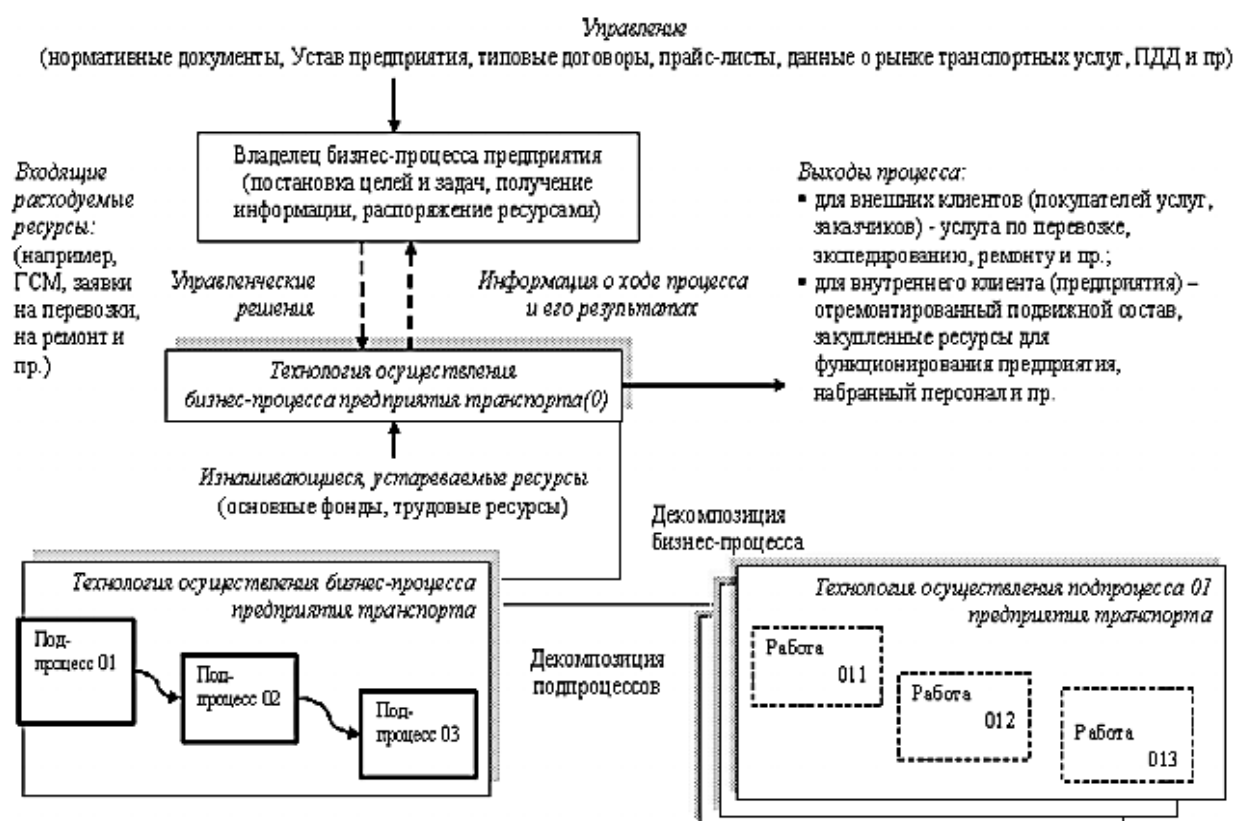 Управление
(нормативные документы, Устав предприятия, типовые договоры, прайс-листы, данные о рынке транспортных услуг, ПДД и пр)
Владелец бизнес-процесса предприятия
(постановка целей и задач, получение
информации, распоряжение ресурсами)
Входящие
расходуемые
ресурсы:
(например,
ГСМ, заявки
на перевозки,
на ремонт и
пр.)
Управленческие
решения
Информация о ходе процесса
и его результатах
Выходы процесса:
▪ для внешних клиентов (покупателей услуг,
заказчиков) - услуга по перевозке,
экспедированию, ремонту и пр.;
▪ для внутреннего клиента (предприятия) –
отремонтированный подвижной состав,
закупленные ресурсы для
функционирования предприятия,
набранный персонал и пр.
Технология осуществления
бизнес-процесса предприятия транспорта(0)
Изнашивающиеся, устареваемые ресурсы
(основные фонды, трудовые ресурсы)
Декомпозиция
бизнес-процесса
Технология осуществления бизнес-процесса
предприятия транспорта
Под-
процесс 01
Под-
процесс 02
Под-
процесс 03
Декомпозиция
подпроцессов
Технология осуществления подпроцесса 01
предприятия транспорта
Работа
011
Работа
012
Работа
013